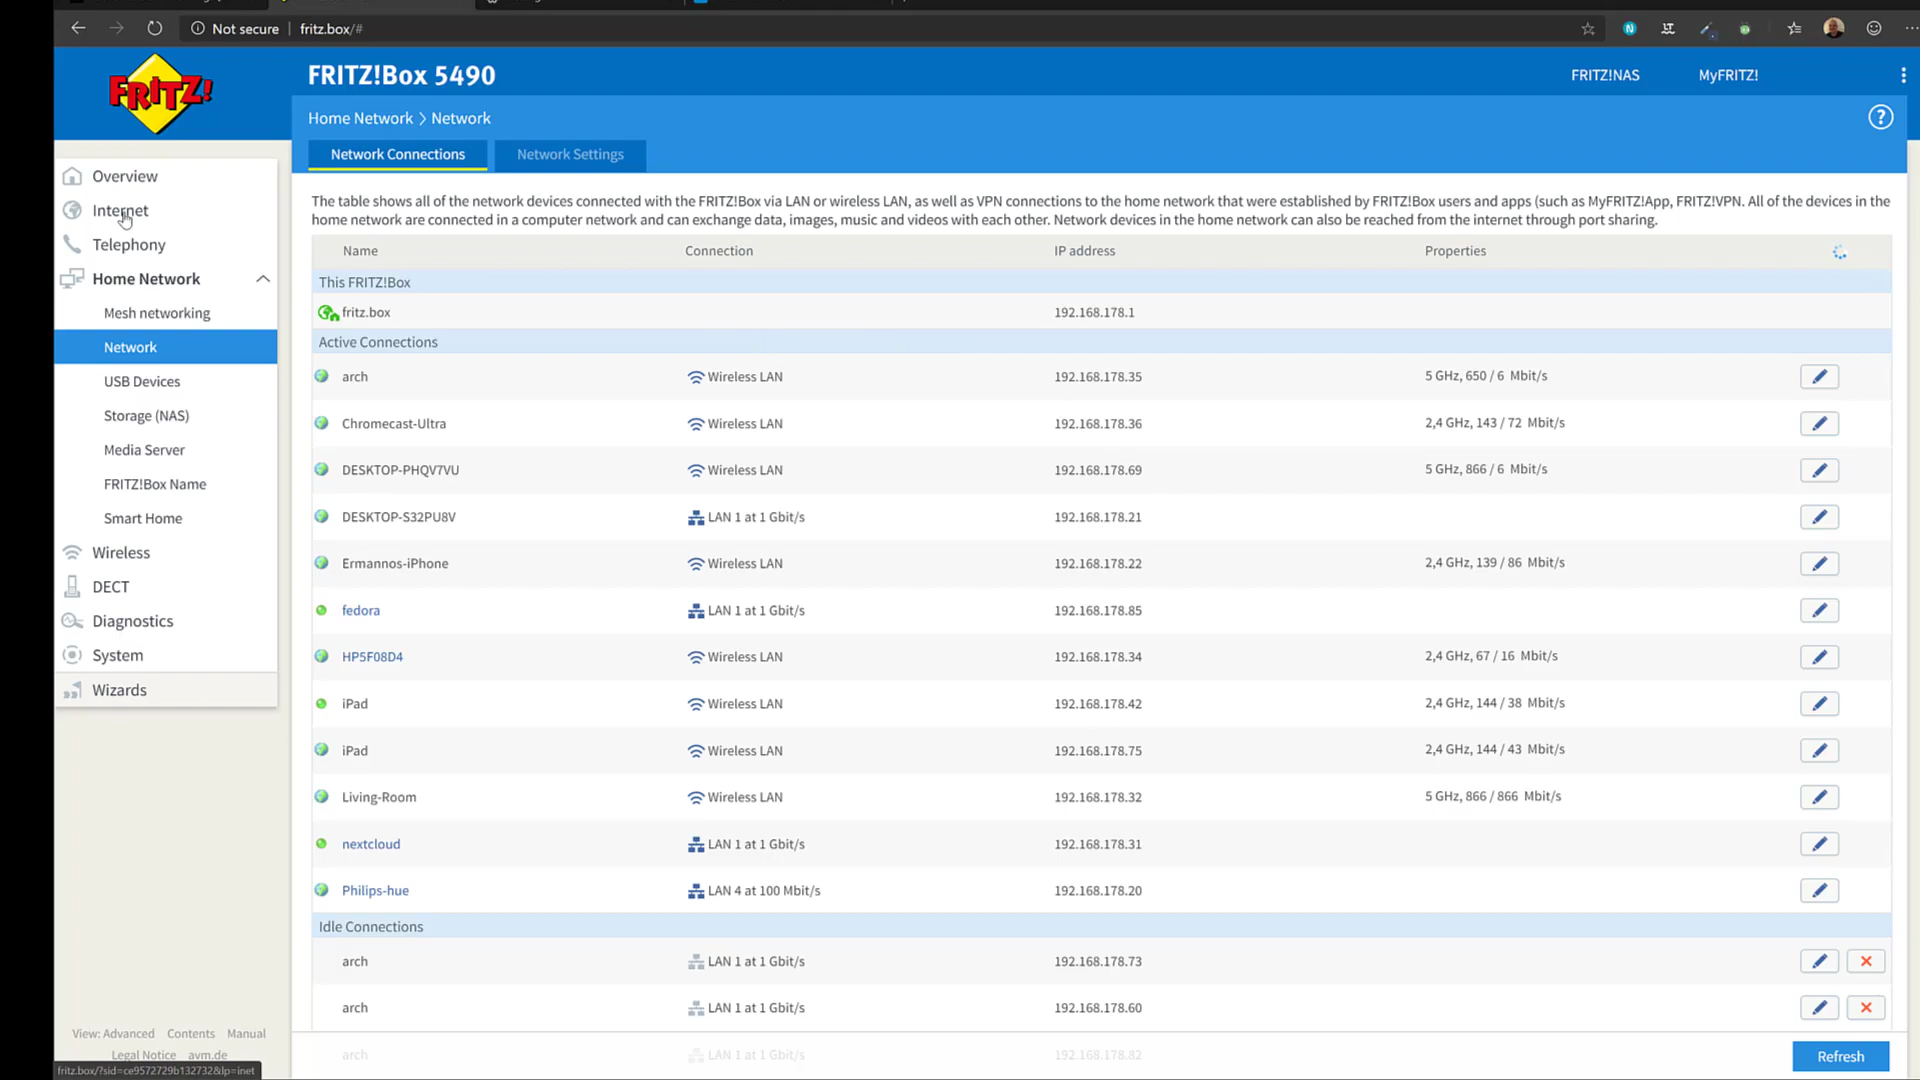 Not secure
fritz.box/#
FRITZ!
FRITZ!Box 5490
FRITZ!NAS
MyFRITZ!
Home Network > Network
?
Network Connections
Network Settings
Overview
Internet
Telephony
Home Network
Mesh networking
Network
USB Devices
Storage (NAS)
Media Server
FRITZ!Box Name
Smart Home
Wireless
DECT
Diagnostics
System
Wizards
The table shows all of the network devices connected with the FRITZ!Box via LAN or wireless LAN, as well as VPN connections to the home network that were established by FRITZ!Box users and apps (such as MyFRITZ!App, FRITZ!VPN. All of the devices in the
home network are connected in a computer network and can exchange data, images, music and videos with each other. Network devices in the home network can also be reached from the internet through port sharing.
Name Connection IP address Properties
This FRITZ!Box
fritz.box 192.168.178.1
Active Connections
arch Wireless LAN 192.168.178.35 5 GHz, 650 / 6 Mbit/s
Chromecast-Ultra Wireless LAN 192.168.178.36 2,4 GHz, 143 / 72 Mbit/s
DESKTOP-PHQV7VU Wireless LAN 192.168.178.69 5 GHz, 866 / 6 Mbit/s
DESKTOP-S32PU8V LAN 1 at 1 Gbit/s 192.168.178.21
Ermannos-iPhone Wireless LAN 192.168.178.22 2,4 GHz, 139 / 86 Mbit/s
fedora LAN 1 at 1 Gbit/s 192.168.178.85
HP5F08D4 Wireless LAN 192.168.178.34 2,4 GHz, 67 / 16 Mbit/s
iPad Wireless LAN 192.168.178.42 2,4 GHz, 144 / 38 Mbit/s
iPad Wireless LAN 192.168.178.75 2,4 GHz, 144 / 43 Mbit/s
Living-Room Wireless LAN 192.168.178.32 5 GHz, 866 / 866 Mbit/s
nextcloud LAN 1 at 1 Gbit/s 192.168.178.31
Philips-hue LAN 4 at 100 Mbit/s 192.168.178.20
Idle Connections
arch LAN 1 at 1 Gbit/s 192.168.178.73
arch LAN 1 at 1 Gbit/s 192.168.178.60
arch LAN 1 at 1 Gbit/s 192.168.178.82
Refresh
View: Advanced Contents Manual
Legal Notice avm.de
fritz.box/?sid=ce9572729b132732&lp=inet